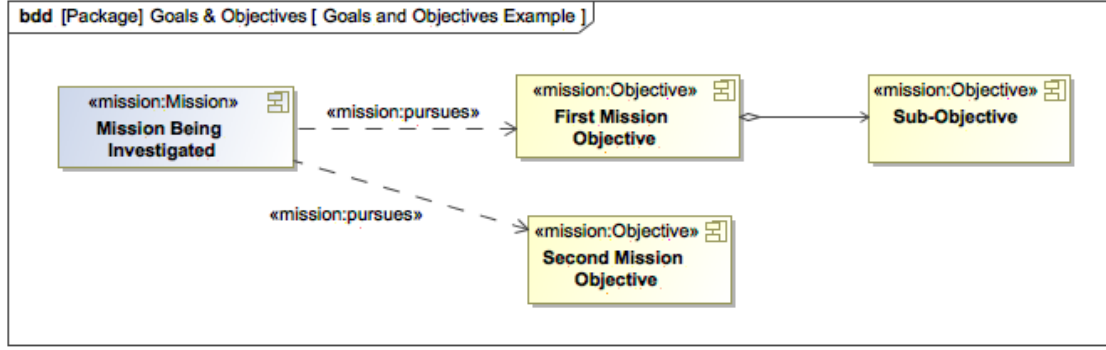 bdd [Package] Goals & Objectives [ Goals and Objectives Example ]
«mission:Mission»
Mission Being
Investigated
«mission:pursues»
«mission:Objective»
First Mission
Objective
«mission:Objective»
Sub-Objective
«mission:pursues»
«mission:Objective»
Second Mission
Objective